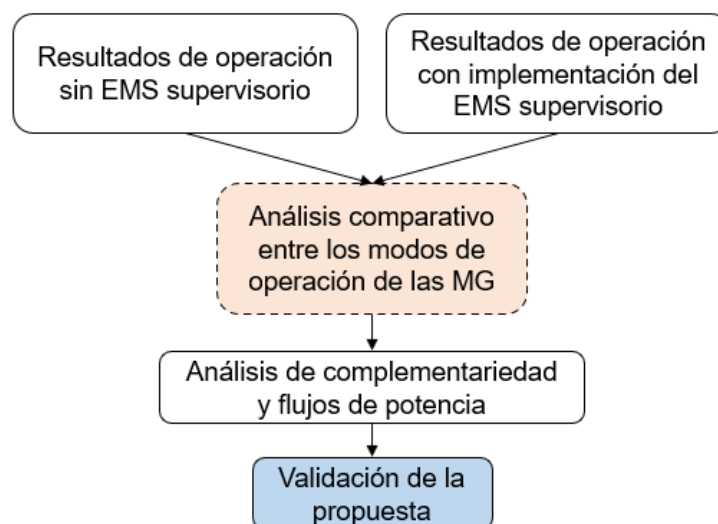 Resultados de operación
sin EMS supervisorio
Resultados de operación
con implementación del
EMS supervisorio
Análisis comparativo
entre los modos de
operación de las MG
Análisis de complementariedad
y flujos de potencia
Validación de la
propuesta